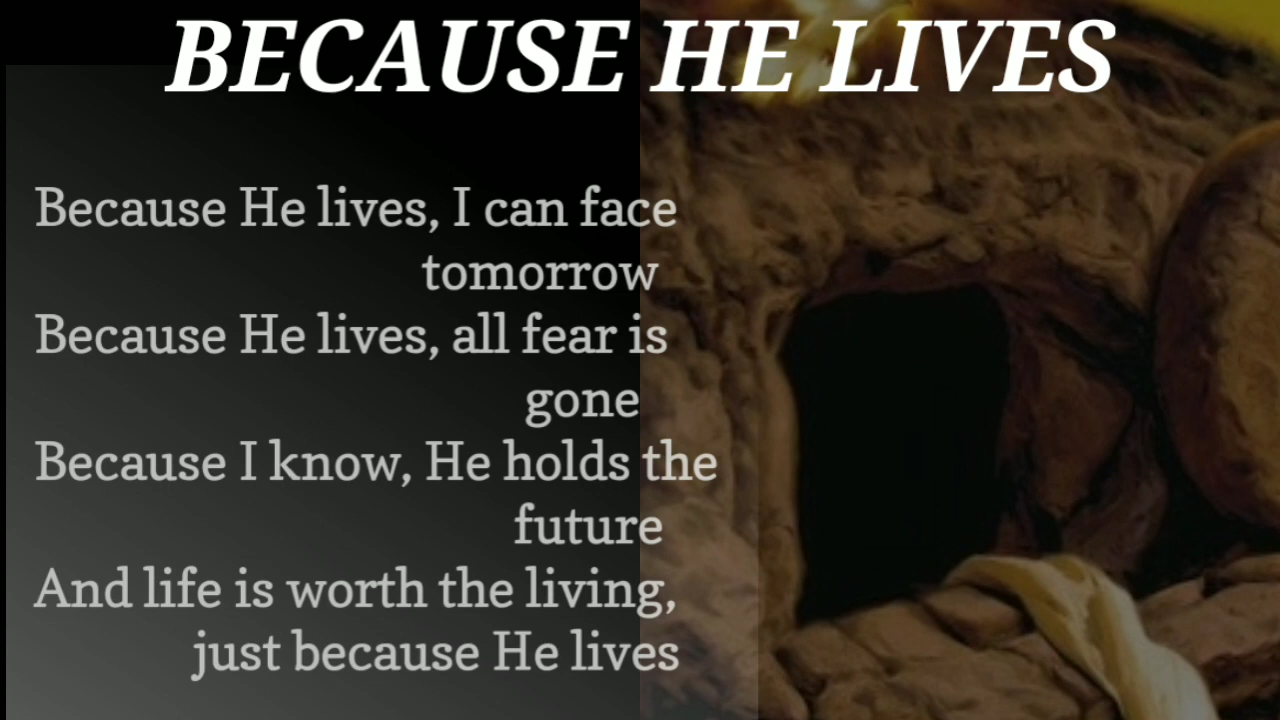 BECAUSE HE LIVES
Because He lives, I can face
tomorrow
Because He lives, all fear is
gone
Because I know, He holds the
future
And life is worth the living,
just because He lives